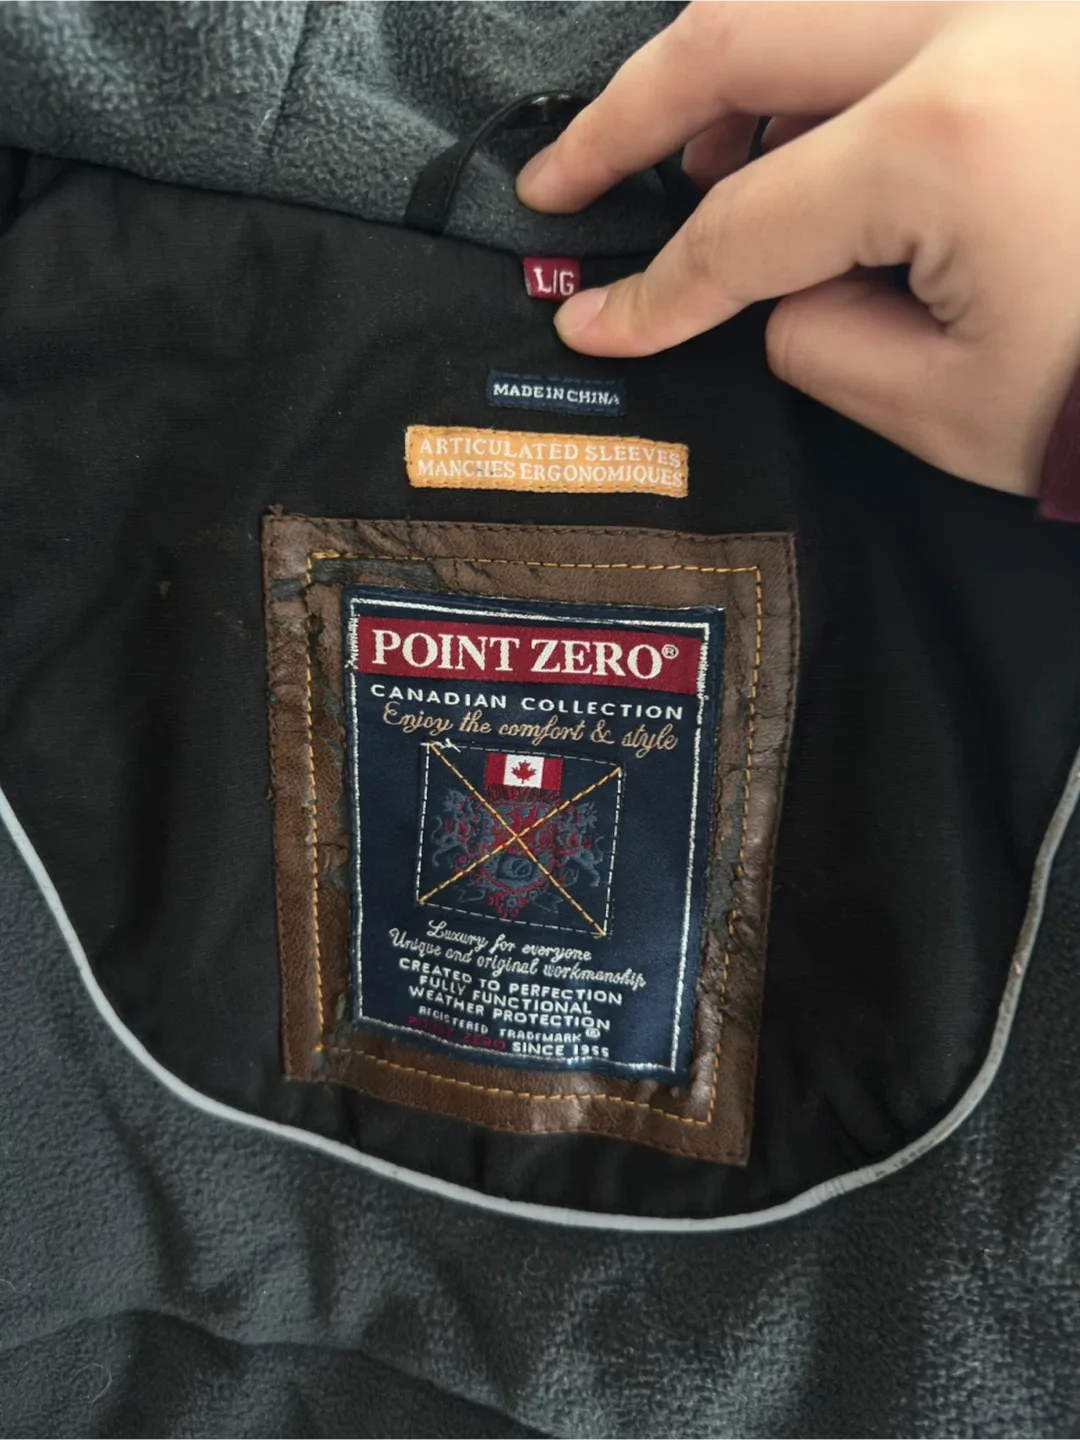 L/G
MADE IN CHINA
ARTICULATED SLEEVES
MANCHES ERGONOMIQUES
POINT ZERO®
CANADIAN COLLECTION
Enjoy the comfort & style
Luxury for everyone
Unique and original workmanship
CREATED TO PERFECTION
FULLY FUNCTIONAL
WEATHER PROTECTION
REGISTERED TRADEMARK ®
POINT ZERO SINCE 1955